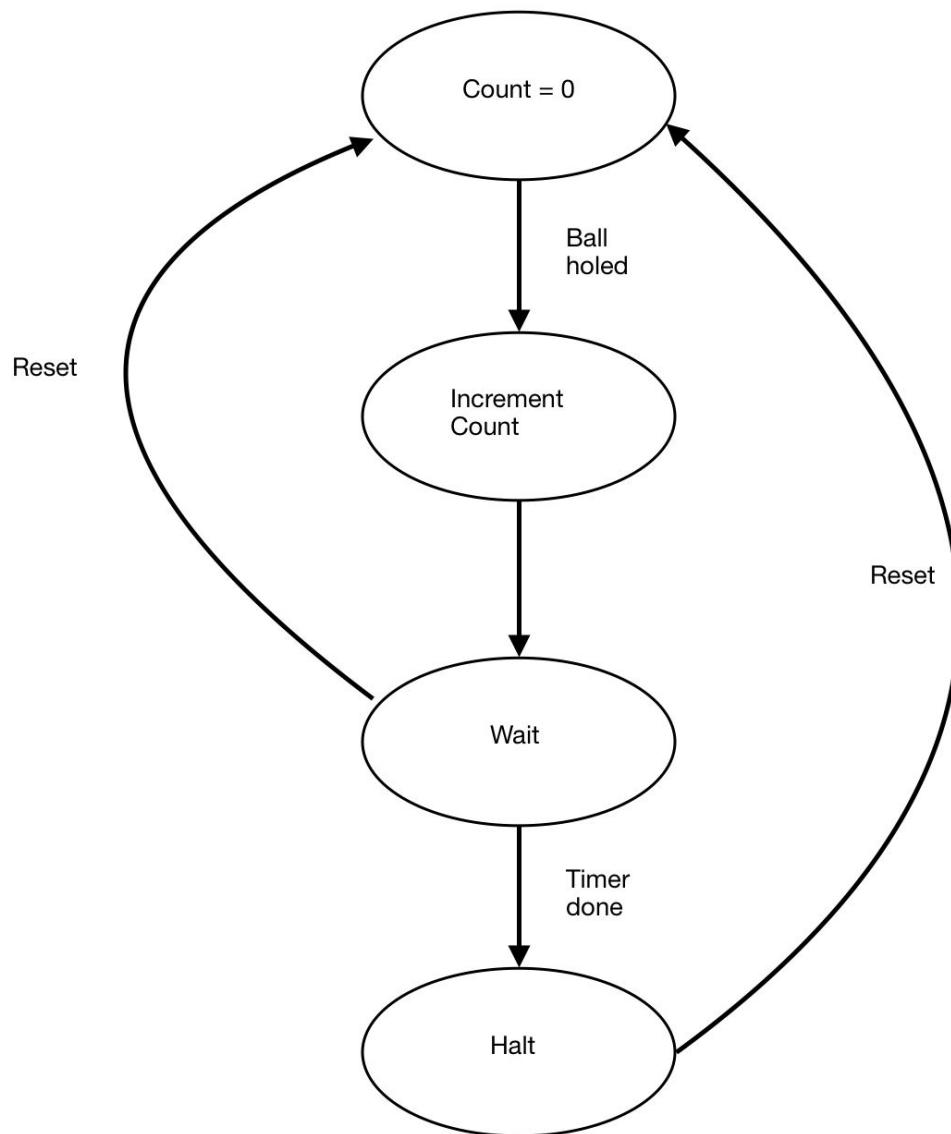 Count = 0
Ball
holed
Reset
Increment
Count
Reset
Wait
Timer
done
Halt